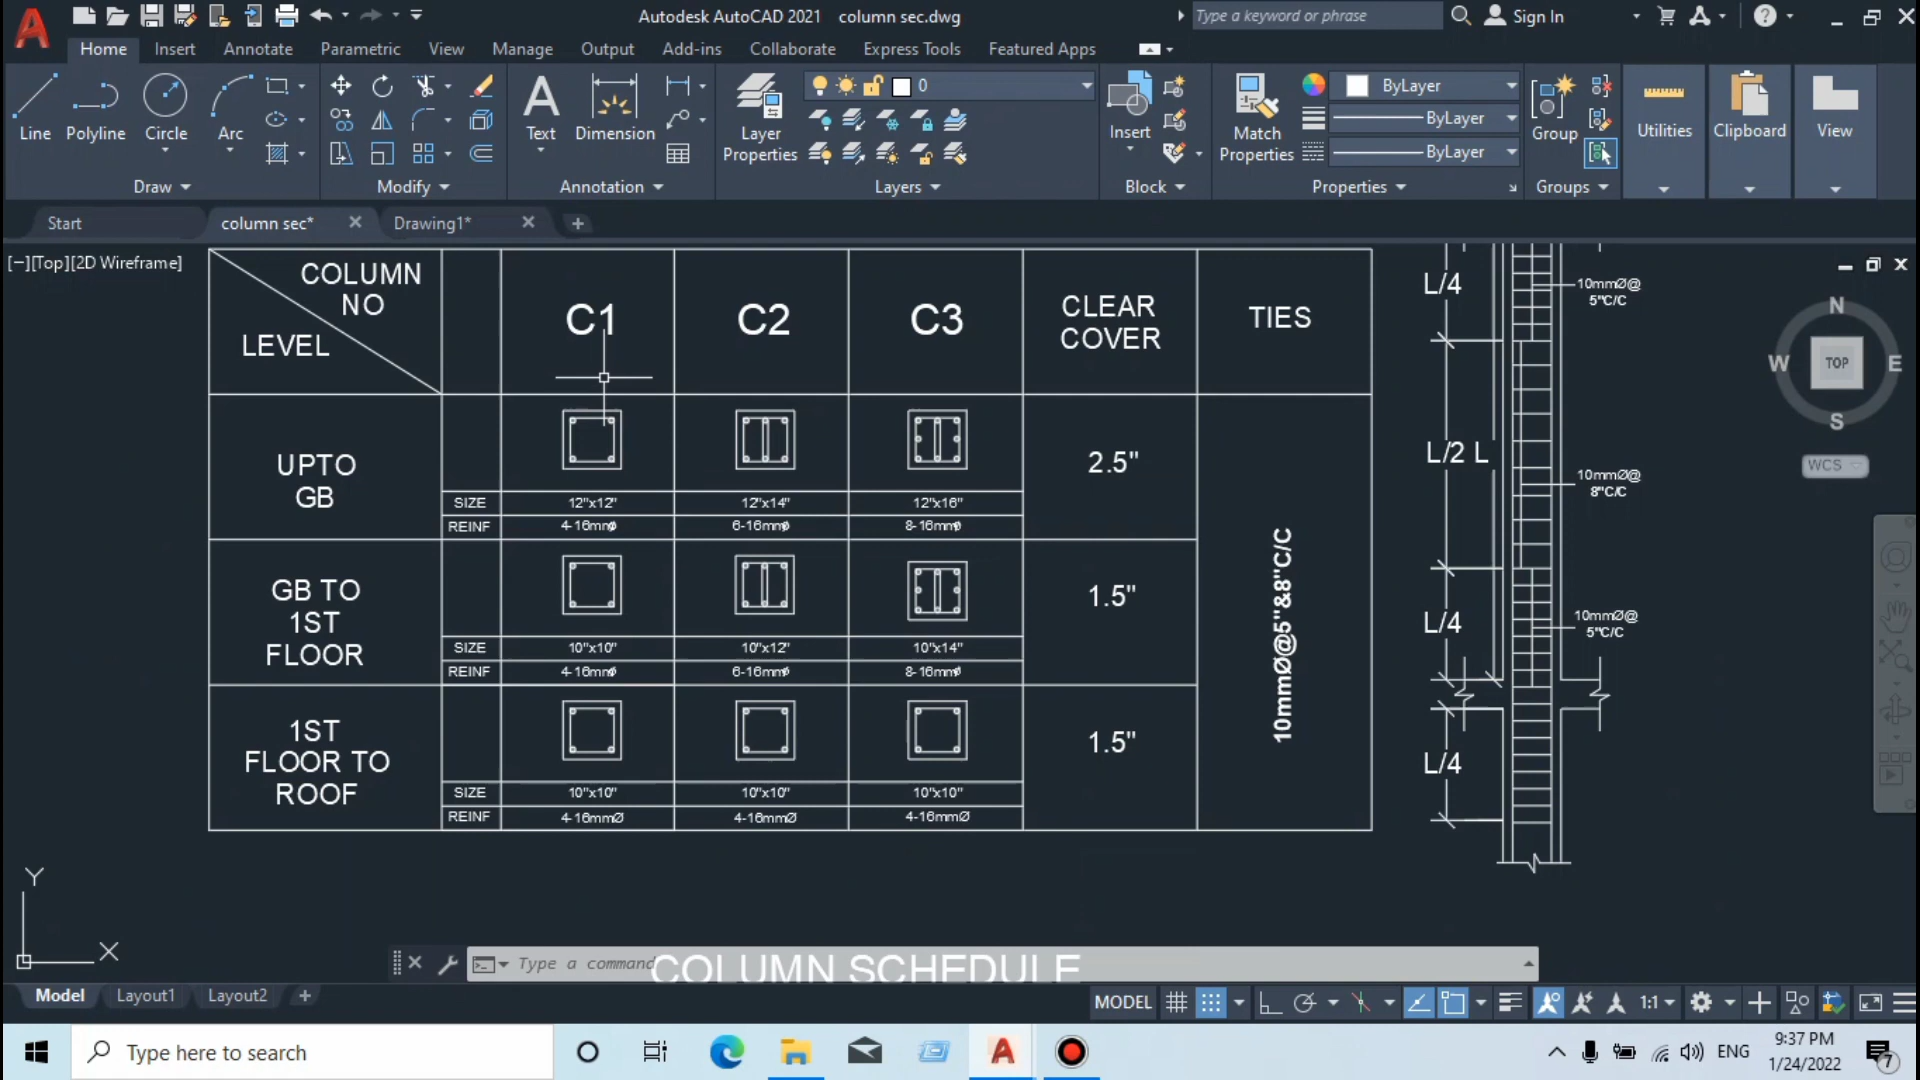 Autodesk AutoCAD 2021 column sec.dwg
Type a keyword or phrase
Sign In
Home Insert Annotate Parametric View Manage Output Add-ins Collaborate Express Tools Featured Apps
Line Polyline Circle Arc
Text Dimension
Layer
Properties
0
Insert
Match
Properties
ByLayer
ByLayer
ByLayer
Group
Utilities Clipboard View
Draw Modify Annotation Layers Block Properties Groups
Start column sec* Drawing1*
[−][Top][2D Wireframe]
COLUMN
NO
LEVEL
C1 C2 C3
CLEAR
COVER
TIES
UPTO
GB
SIZE 12"x12" 12"x14" 12"x16"
REINF 4-16mmØ 6-16mmØ 8-16mmØ
2.5"
GB TO
1ST
FLOOR
SIZE 10"x10" 10"x12" 10"x14"
REINF 4-16mmØ 6-16mmØ 8-16mmØ
1.5"
1ST
FLOOR TO
ROOF
SIZE 10"x10" 10"x10" 10"x10"
REINF 4-16mmØ 4-16mmØ 4-16mmØ
1.5"
10mmØ@5"&8"C/C
L/4
10mmØ@
5"C/C
L/2 L
10mmØ@
8"C/C
L/4
10mmØ@
5"C/C
L/4
N
W TOP E
S
WCS
Y
X
Type a command
COLUMN SCHEDULE
Model Layout1 Layout2
MODEL 1:1
Type here to search
ENG
9:37 PM
1/24/2022
7